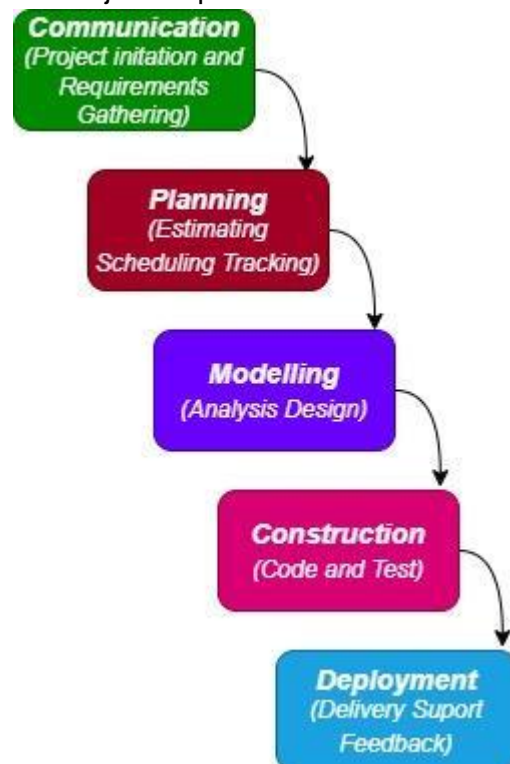 Communication
(Project initation and
Requirements
Gathering)
Planning
(Estimating
Scheduling Tracking)
Modelling
(Analysis Design)
Construction
(Code and Test)
Deployment
(Delivery Suport
Feedback)